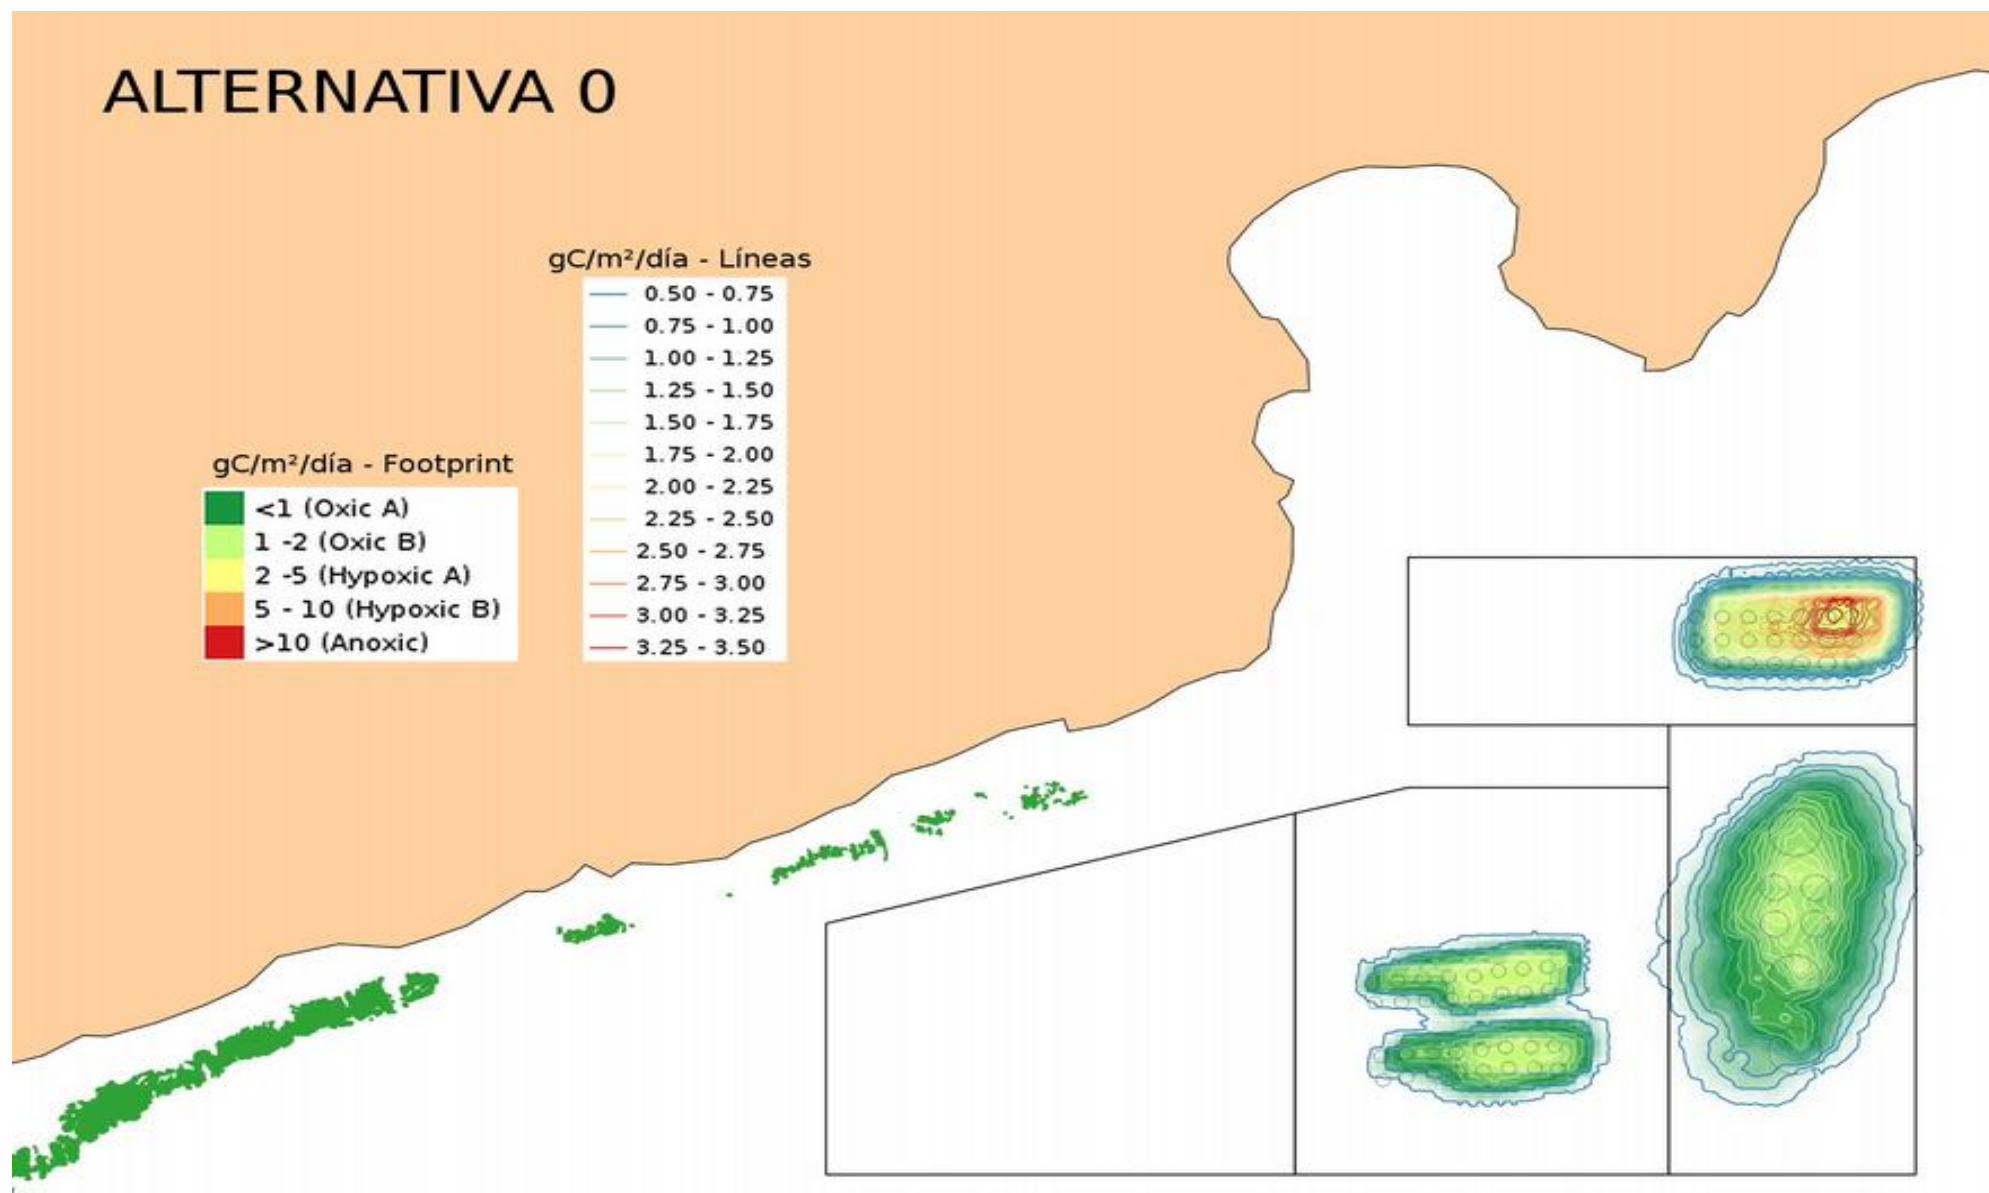 ALTERNATIVA 0
gC/m²/día - Líneas
0.50 - 0.75
0.75 - 1.00
1.00 - 1.25
1.25 - 1.50
1.50 - 1.75
1.75 - 2.00
2.00 - 2.25
2.25 - 2.50
2.50 - 2.75
2.75 - 3.00
3.00 - 3.25
3.25 - 3.50
gC/m²/día - Footprint
<1 (Oxic A)
1 -2 (Oxic B)
2 -5 (Hypoxic A)
5 - 10 (Hypoxic B)
>10 (Anoxic)